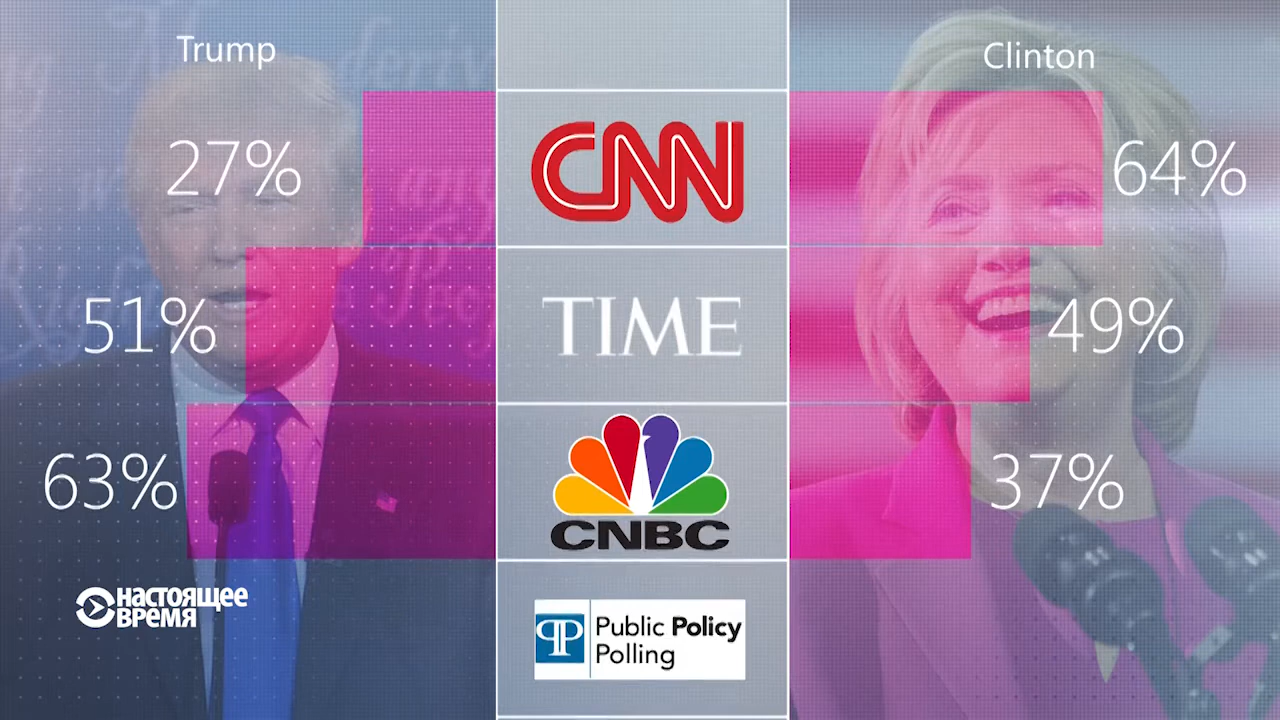 Trump
Clinton
27%
CNN
64%
51%
TIME
49%
63%
CNBC
37%
НАСТОЯЩЕЕ
ВРЕМЯ
Public Policy
Polling